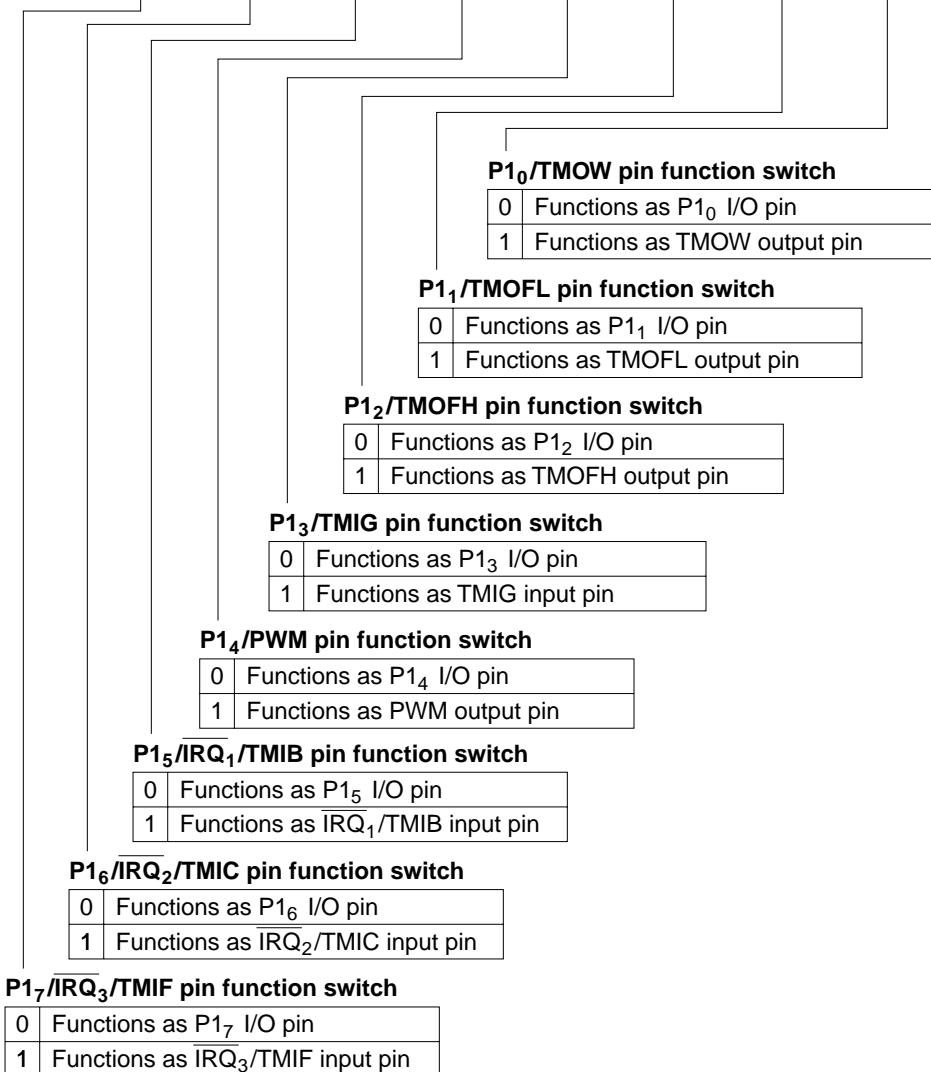 P1₀/TMOW pin function switch
0 Functions as P1₀ I/O pin
1 Functions as TMOW output pin
P1₁/TMOFL pin function switch
0 Functions as P1₁ I/O pin
1 Functions as TMOFL output pin
P1₂/TMOFH pin function switch
0 Functions as P1₂ I/O pin
1 Functions as TMOFH output pin
P1₃/TMIG pin function switch
0 Functions as P1₃ I/O pin
1 Functions as TMIG input pin
P1₄/PWM pin function switch
0 Functions as P1₄ I/O pin
1 Functions as PWM output pin
P1₅/I̅R̅Q̅₁/TMIB pin function switch
0 Functions as P1₅ I/O pin
1 Functions as I̅R̅Q̅₁/TMIB input pin
P1₆/I̅R̅Q̅₂/TMIC pin function switch
0 Functions as P1₆ I/O pin
1 Functions as I̅R̅Q̅₂/TMIC input pin
P1₇/I̅R̅Q̅₃/TMIF pin function switch
0 Functions as P1₇ I/O pin
1 Functions as I̅R̅Q̅₃/TMIF input pin